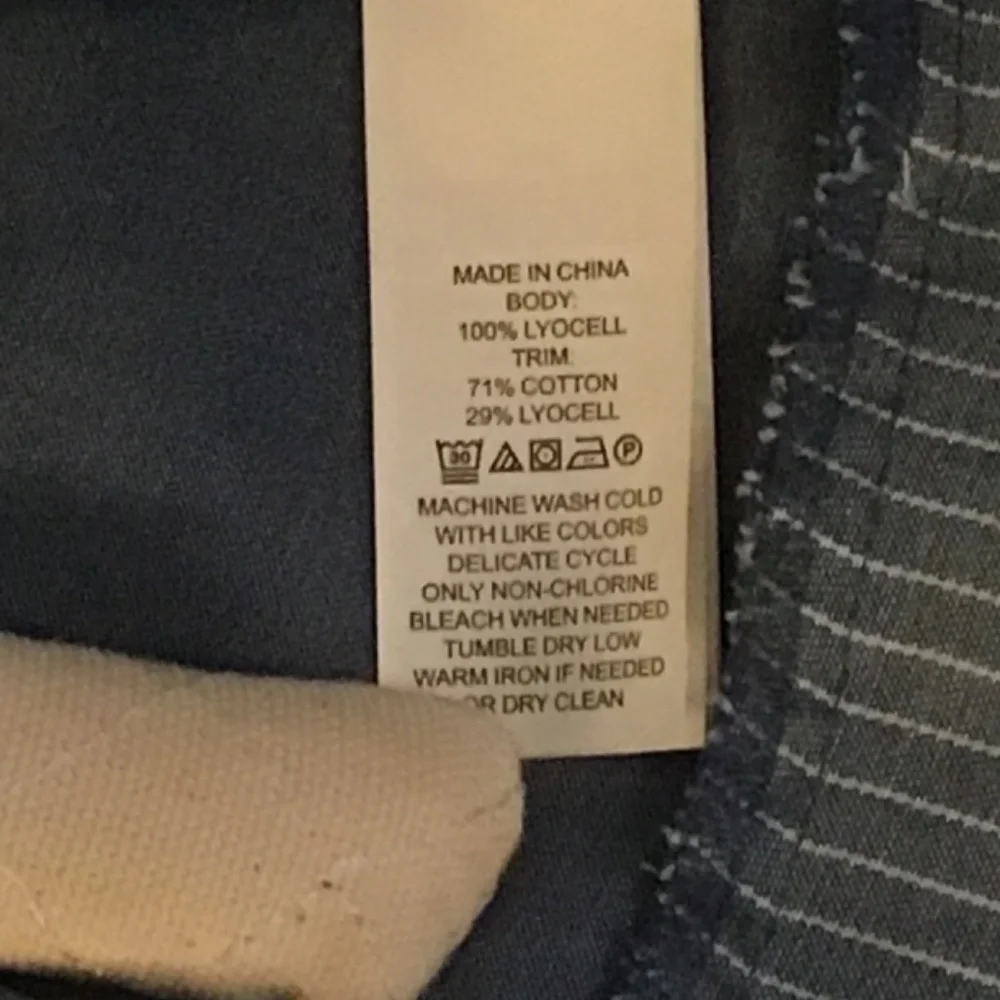 MADE IN CHINA
BODY:
100% LYOCELL
TRIM:
71% COTTON
29% LYOCELL
30 P
MACHINE WASH COLD
WITH LIKE COLORS
DELICATE CYCLE
ONLY NON-CHLORINE
BLEACH WHEN NEEDED
TUMBLE DRY LOW
WARM IRON IF NEEDED
OR DRY CLEAN